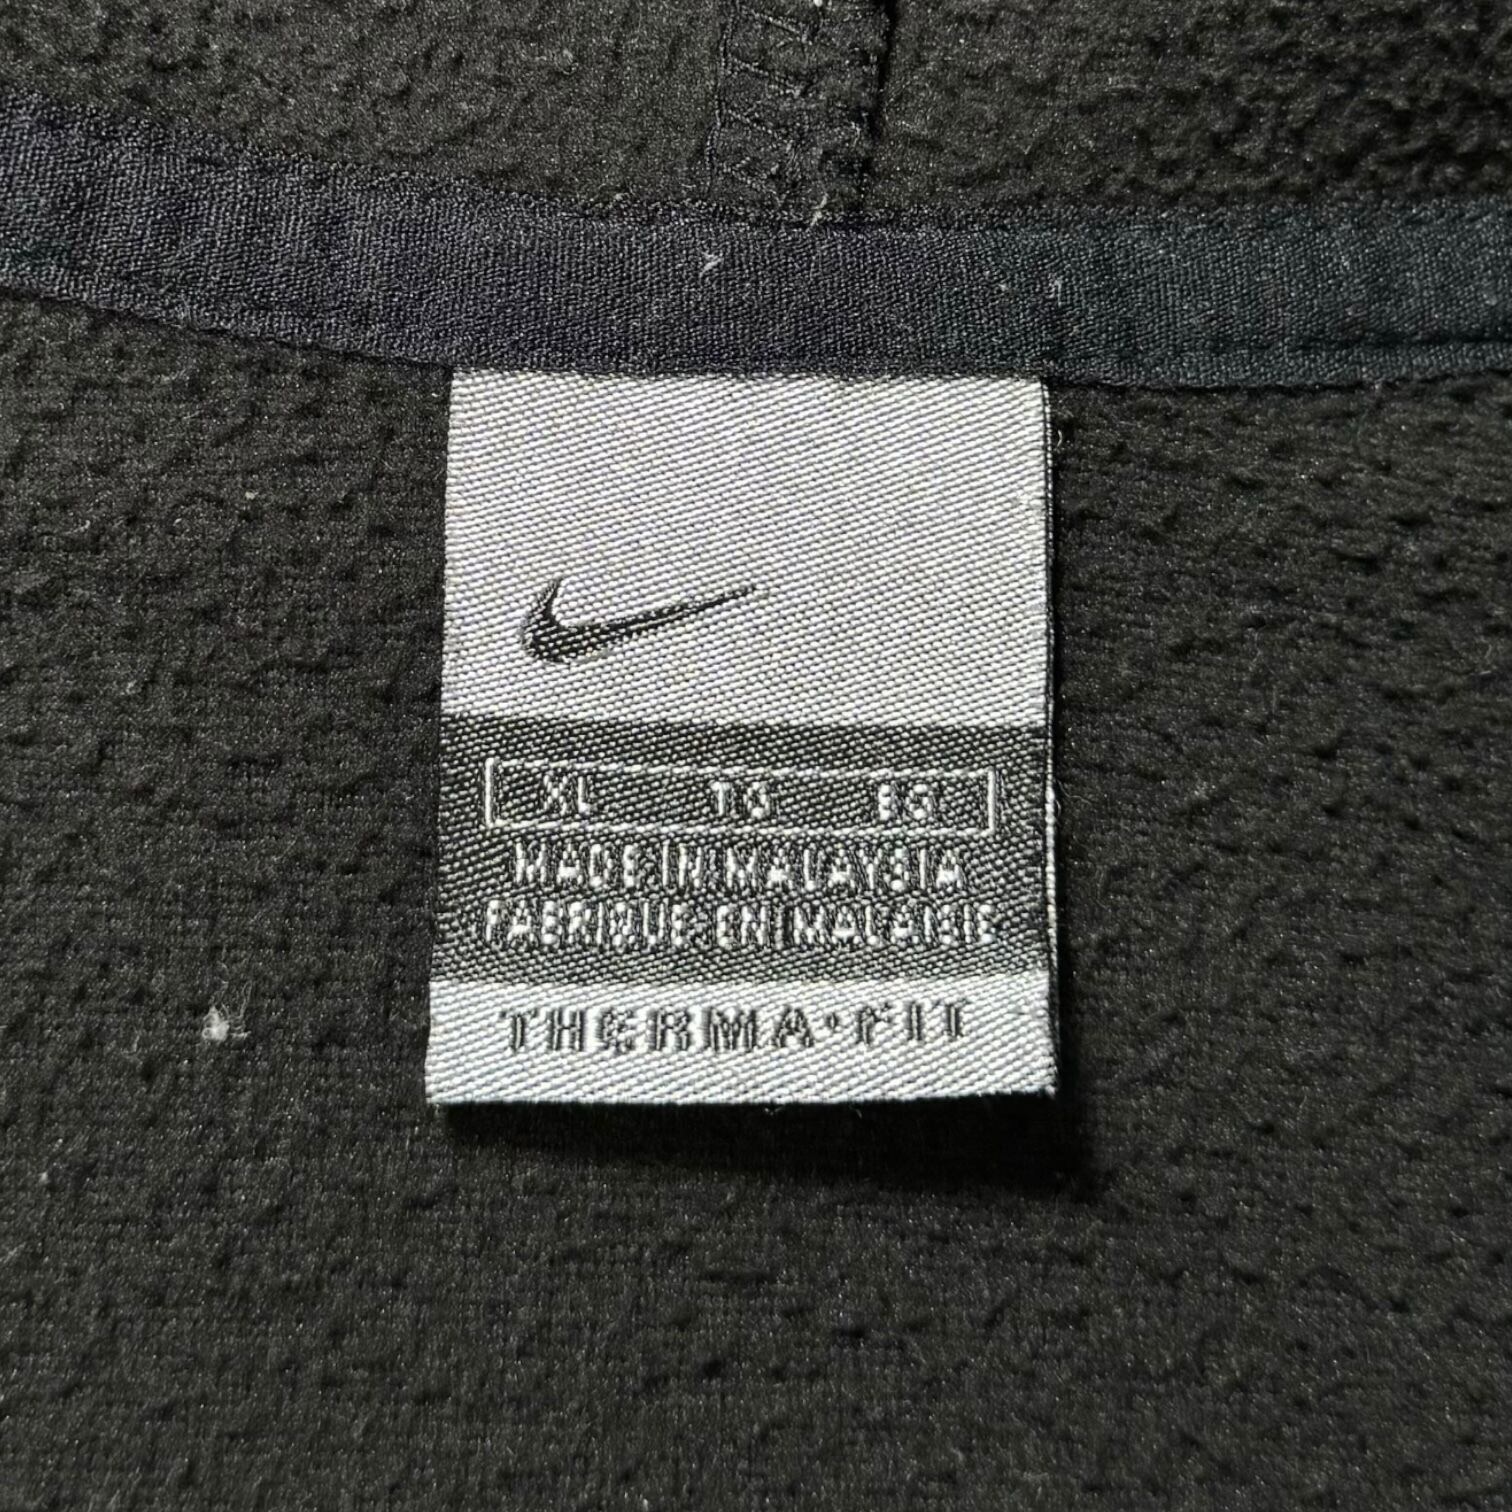 XL TG EG
MADE IN MALAYSIA
FABRIQUE EN MALAISIE
THERMA•FIT